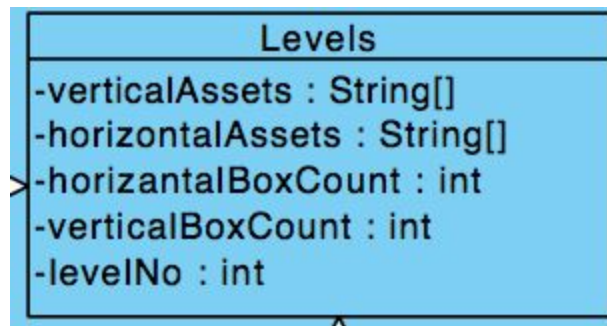 Levels
-verticalAssets : String[]
-horizontalAssets : String[]
-horizantalBoxCount : int
-verticalBoxCount : int
-levelNo : int